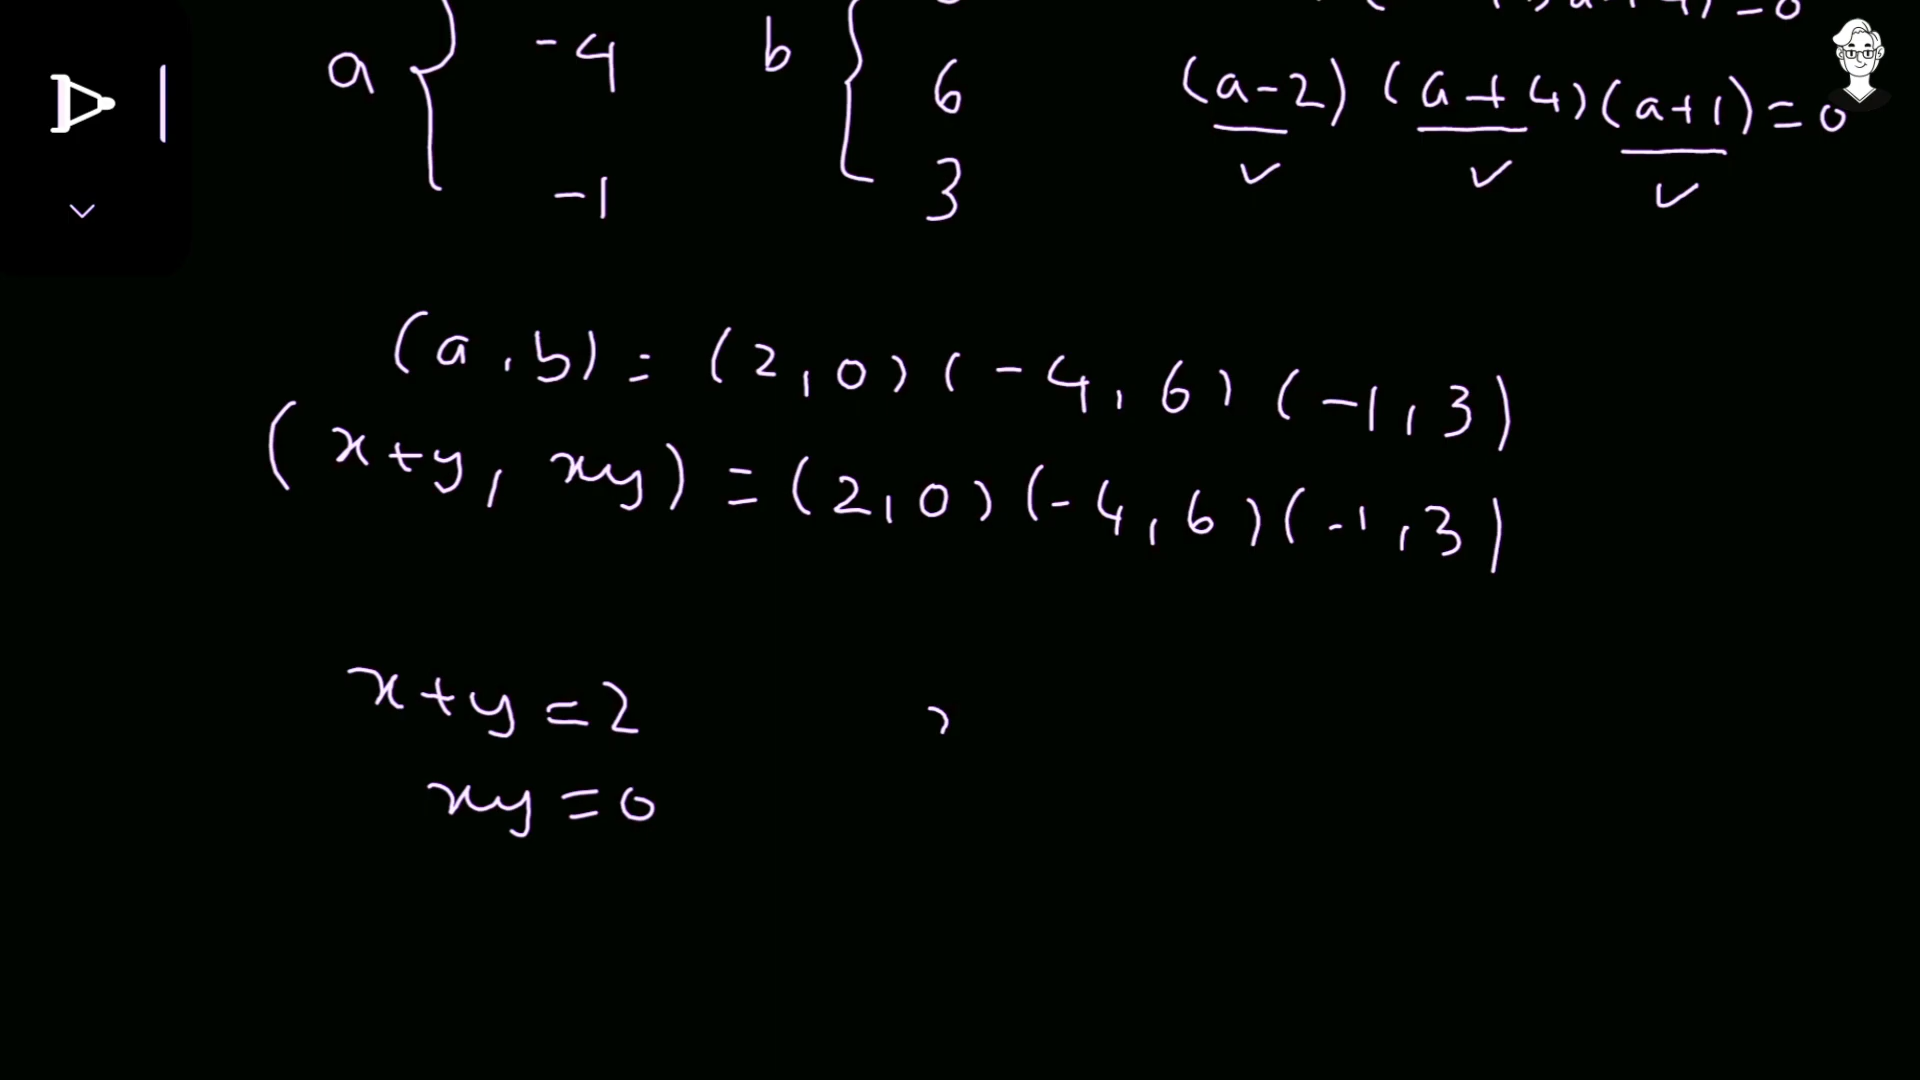 a { -4 b { 6 (a-2) (a+4) (a+1) = 0
-1 3
(a, b) = (2, 0) (-4, 6) (-1, 3)
(x+y, xy) = (2, 0) (-4, 6) (-1, 3)
x+y = 2
xy = 0